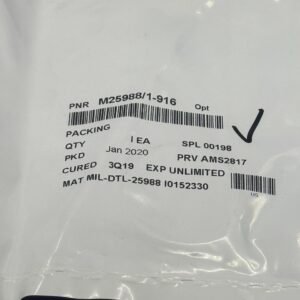 PNR M25988/1-916 Opt
PACKING
QTY 1 EA SPL 00198
PKD Jan 2020 PRV AMS2817
CURED 3Q19 EXP UNLIMITED
MAT MIL-DTL-25988 I0152330
US